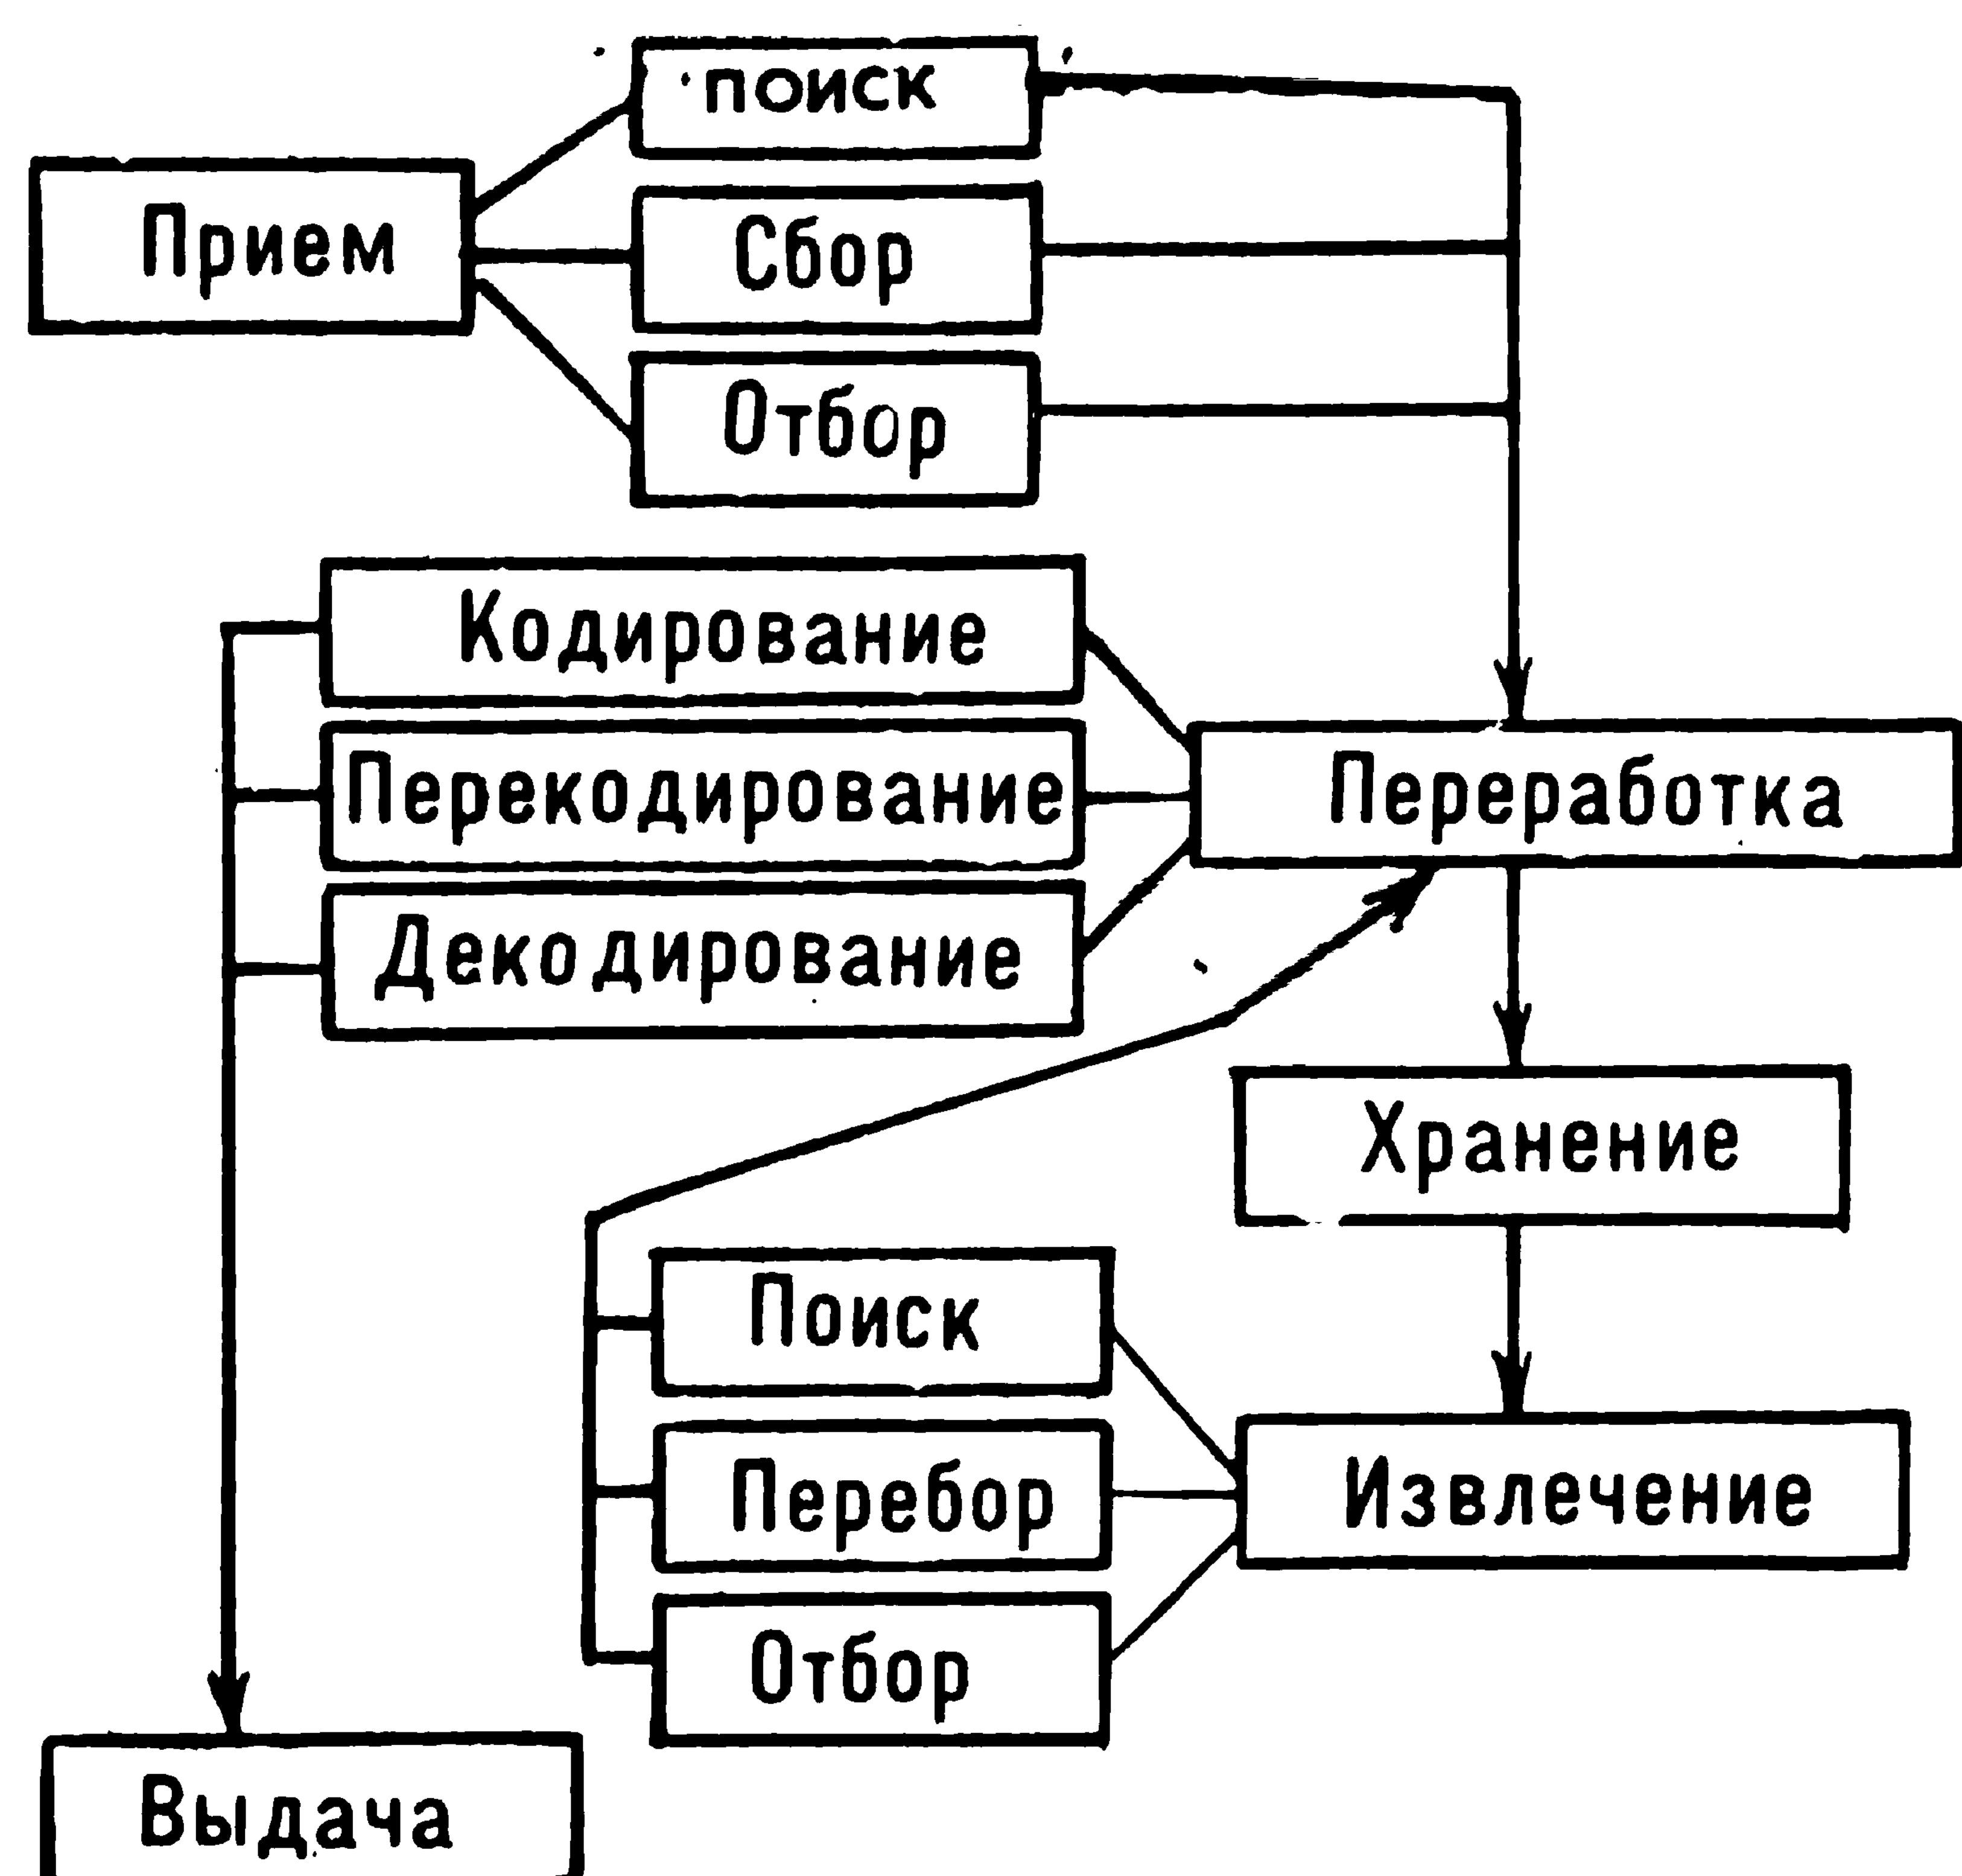 поиск
Прием
Сбор
Отбор
Кодирование
Перекодирование
Переработка
Декодирование
Хранение
Поиск
Перебор
Извлечение
Отбор
Выдача